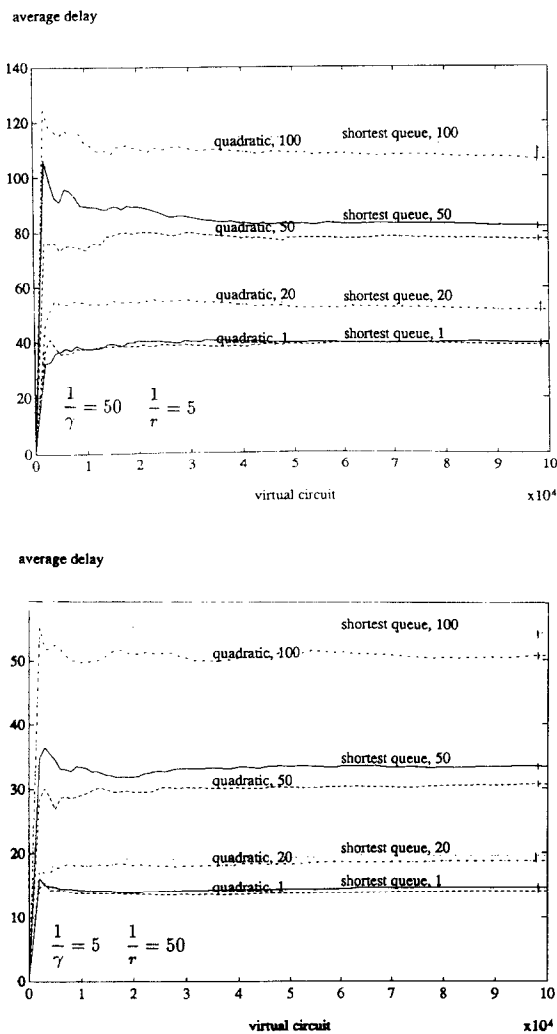 average delay
140
120
quadratic, 100 shortest queue, 100
100
shortest queue, 50
80
quadratic, 50
60
quadratic, 20 shortest queue, 20
40
quadratic, 1 shortest queue, 1
20
1/γ = 50 1/r = 5
0
0 1 2 3 4 5 6 7 8 9 10
virtual circuit x10⁴
average delay
shortest queue, 100
50
quadratic, 100
40
shortest queue, 50
30
quadratic, 50
20
quadratic, 20 shortest queue, 20
quadratic, 1 shortest queue, 1
10
1/γ = 5 1/r = 50
0
0 1 2 3 4 5 6 7 8 9 10
virtual circuit x10⁴